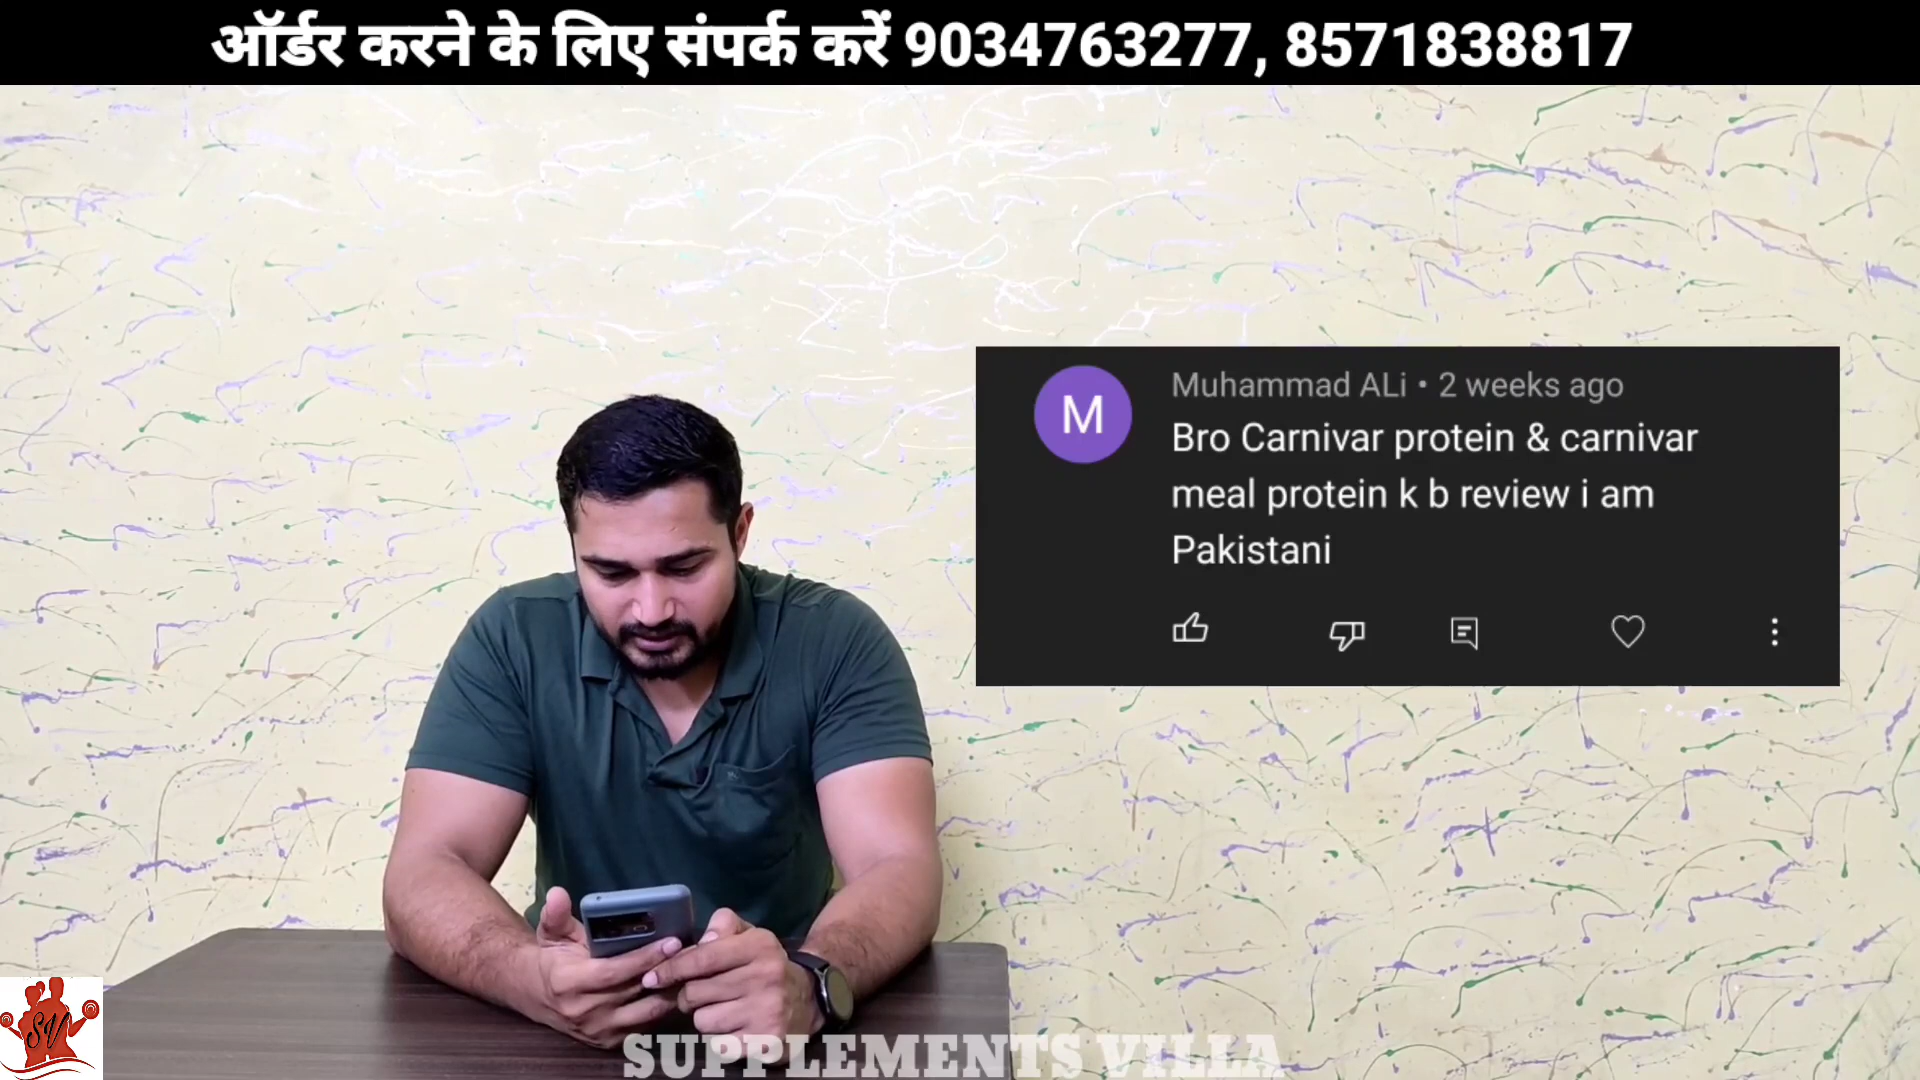 ऑर्डर करने के लिए संपर्क करें 9034763277, 8571838817
M
Muhammad ALi • 2 weeks ago
Bro Carnivar protein & carnivar
meal protein k b review i am
Pakistani
SV
SUPPLEMENTS VILLA